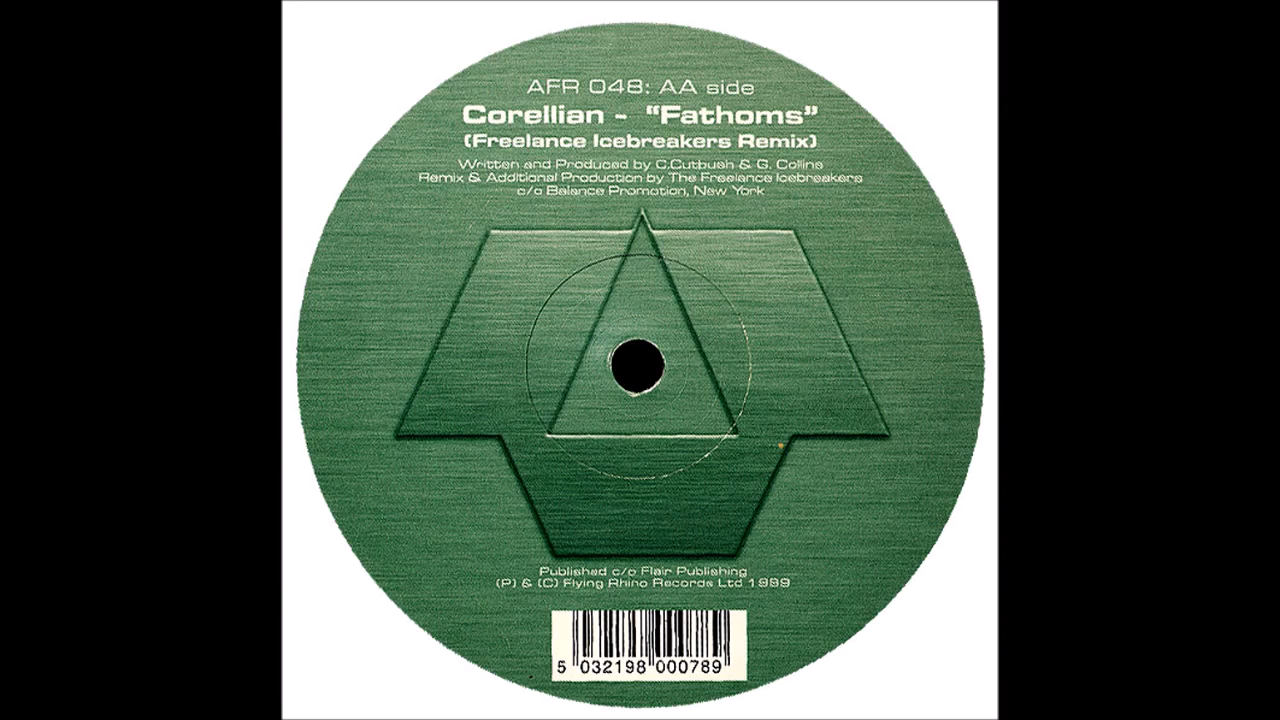 AFR 048: AA side
Corellian - "Fathoms"
(Freelance Icebreakers Remix)
Written and Produced by C.Cutbush & G. Collins
Remix & Additional Production by The Freelance Icebreakers
c/o Balance Promotion, New York
Published c/o Flair Publishing
(P) & (C) Flying Rhino Records Ltd 1999
5 032198 000789